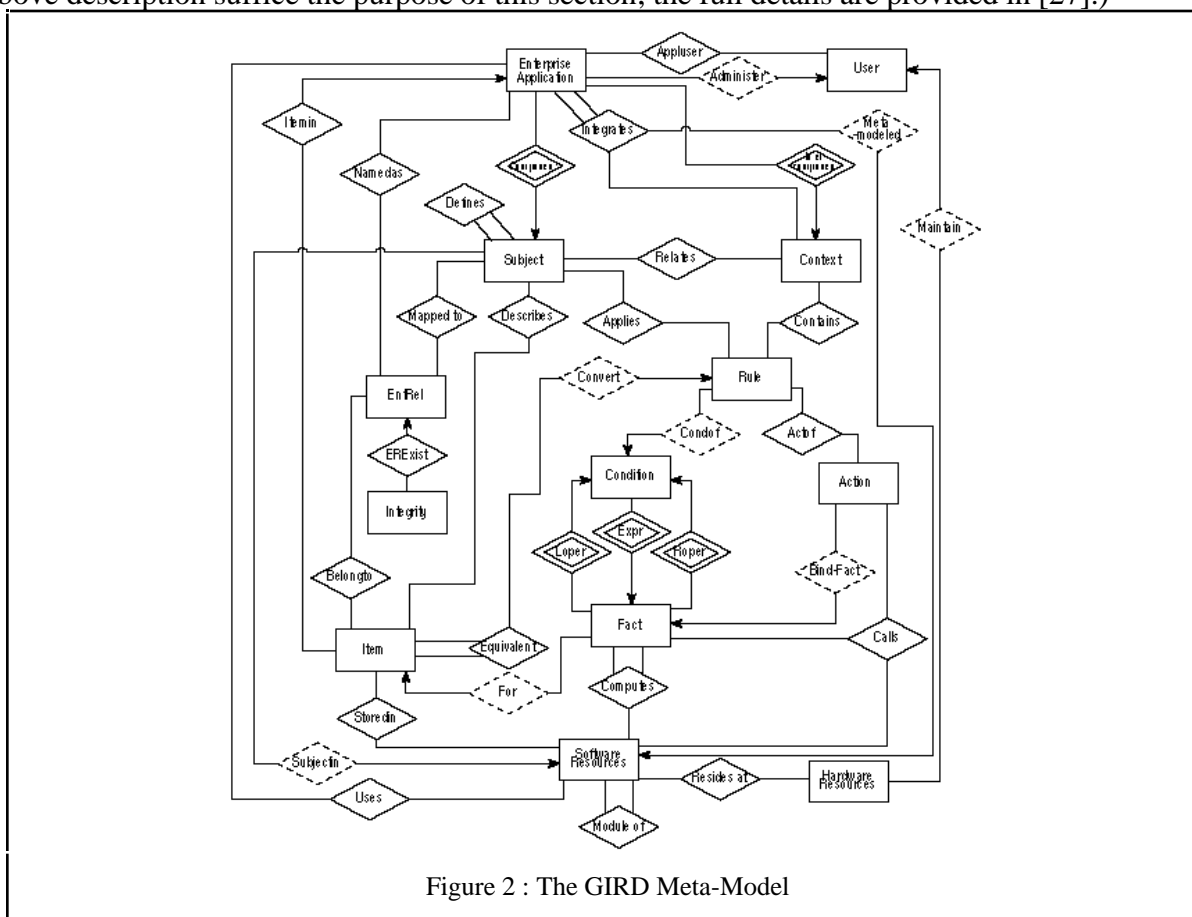 bove description suffice the purpose of this section; the full details are provided in [27].)
Appluser
Enterprise
Application
User
Administer
Itemin
Integrates
Meta
-modeled
Component
Namedas
Defines
Maintain
Subject
Relates
Context
Mapped to
Describes
Applies
Contains
Convert
Rule
EntRel
Condof
Actof
ERExist
Condition
Action
Integrity
Expr
Loper
Roper
Bind-Fact
Belongto
Fact
Item
Equivalent
Calls
For
Computes
Storedin
Software
Resources
Subjectin
Resides at
Hardware
Resources
Uses
Module of
Figure 2 : The GIRD Meta-Model